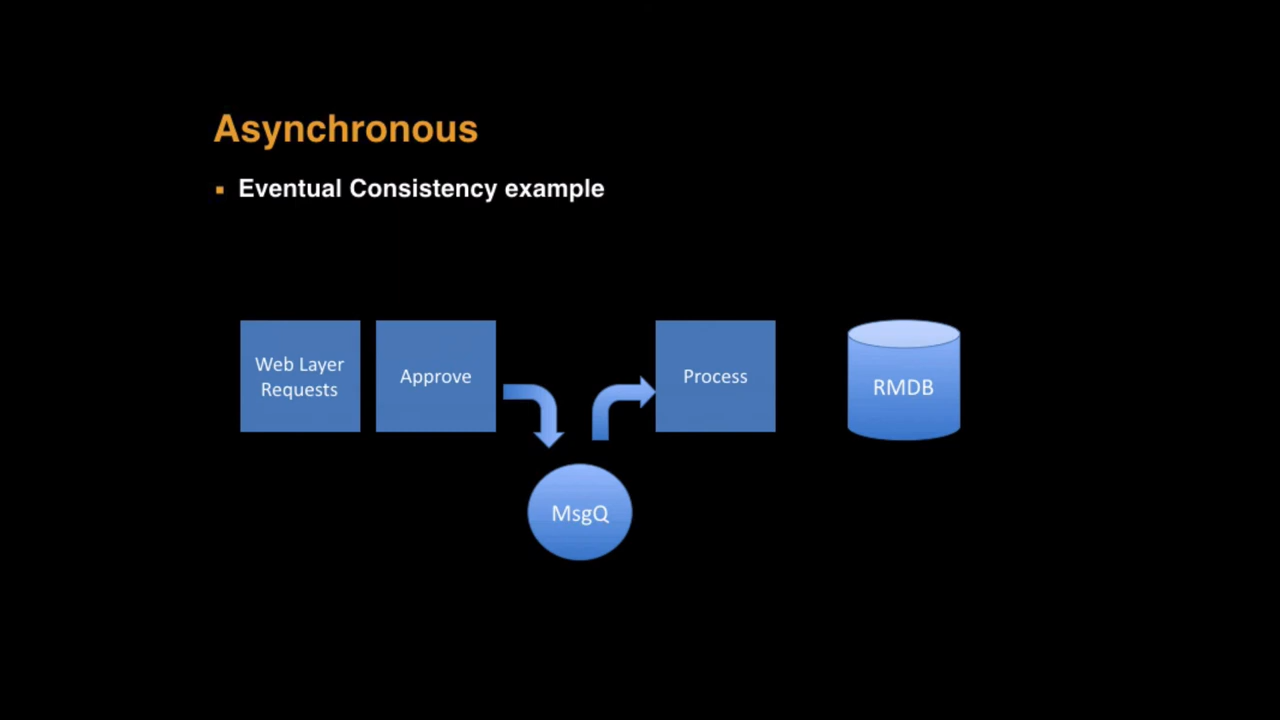 Asynchronous
▪ Eventual Consistency example
Web Layer
Requests
Approve
Process
RMDB
MsgQ